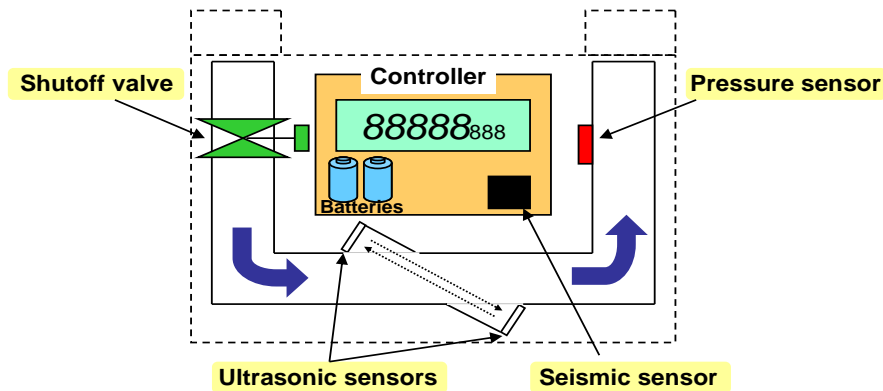 Controller
Shutoff valve
Pressure sensor
88888888
Batteries
Ultrasonic sensors
Seismic sensor